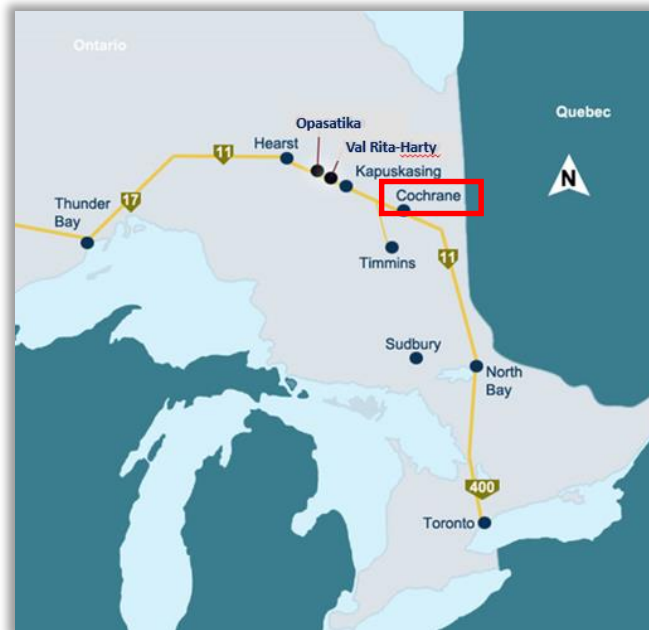 Ontario
Quebec
Opasatika
Hearst
Val Rita-Harty
11
Kapuskasing
N
Cochrane
17
Thunder
Bay
11
Timmins
Sudbury
North
Bay
400
Toronto